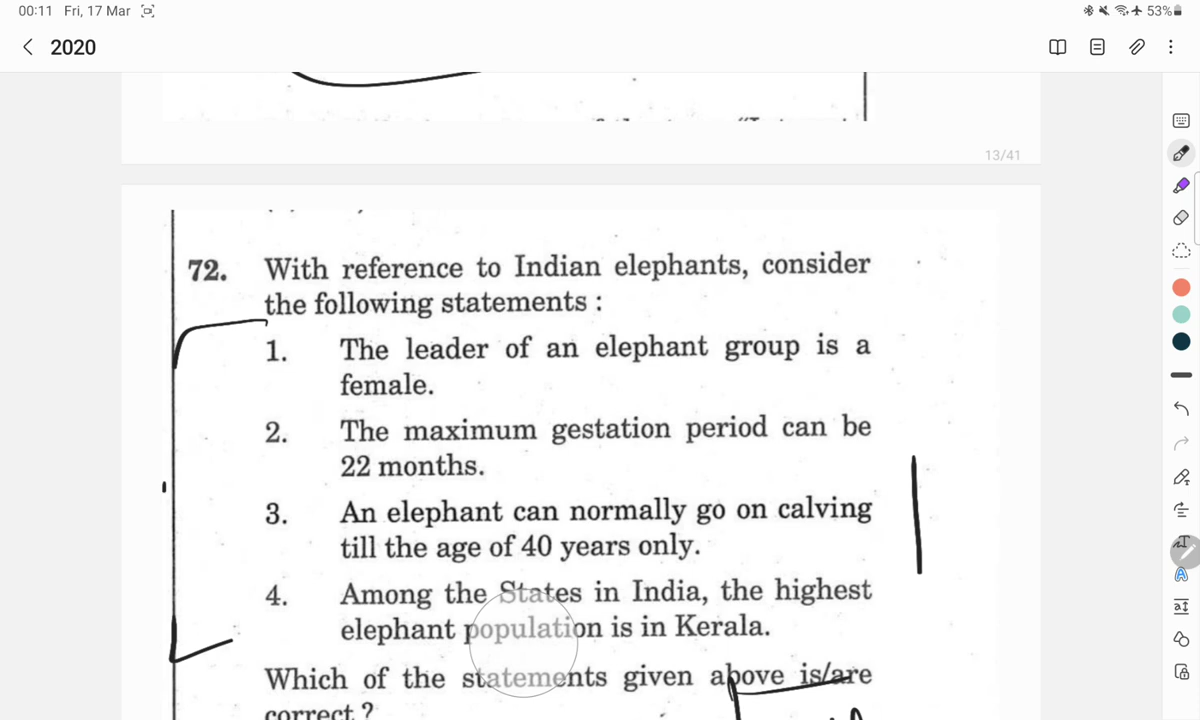 00:11 Fri, 17 Mar
53%
2020
13/41
72. With reference to Indian elephants, consider
the following statements :
1. The leader of an elephant group is a
female.
2. The maximum gestation period can be
22 months.
3. An elephant can normally go on calving
till the age of 40 years only.
4. Among the States in India, the highest
elephant population is in Kerala.
Which of the statements given above is/are
correct ?